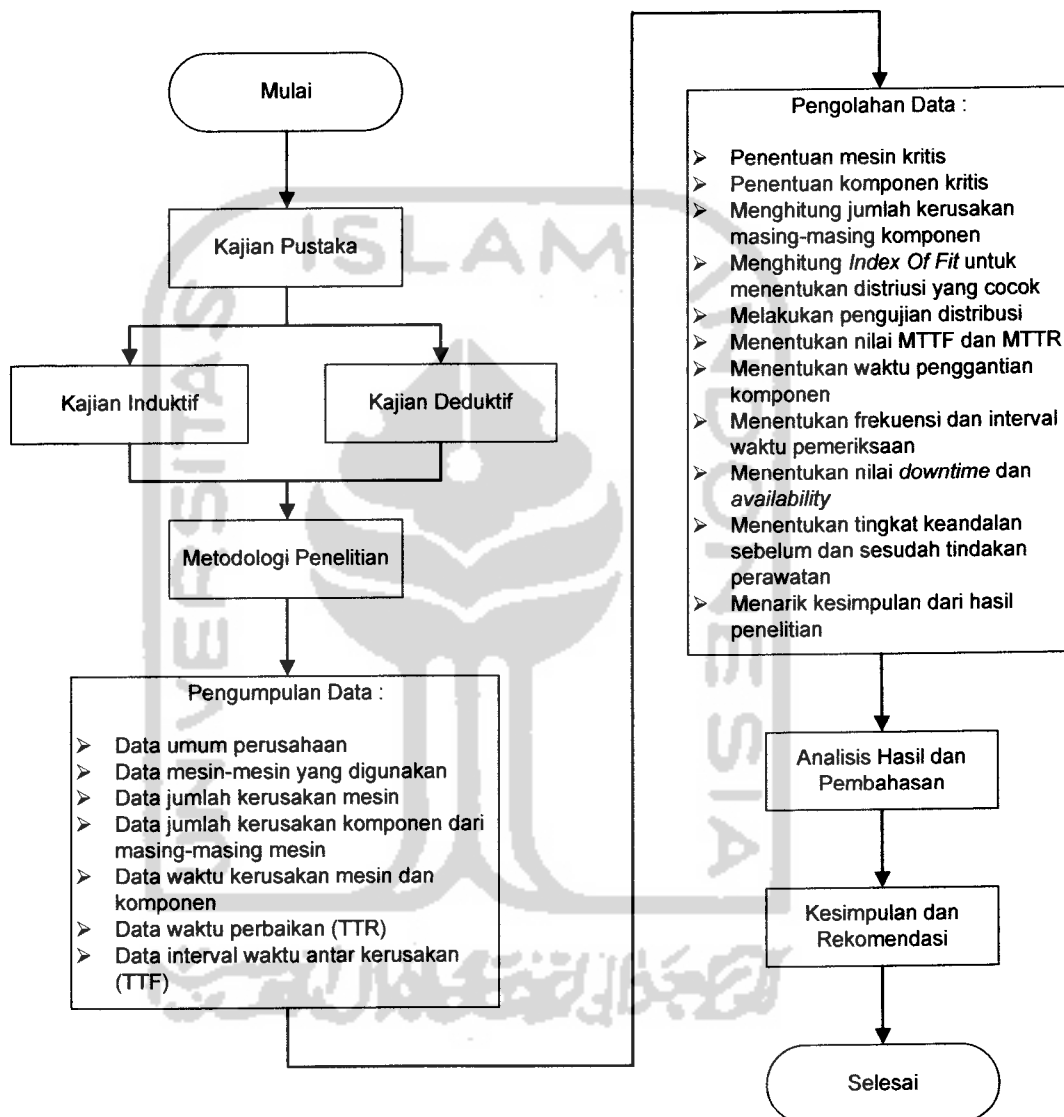 Mulai
Kajian Pustaka
Kajian Induktif
Kajian Deduktif
Metodologi Penelitian
Pengumpulan Data :
➤ Data umum perusahaan
➤ Data mesin-mesin yang digunakan
➤ Data jumlah kerusakan mesin
➤ Data jumlah kerusakan komponen dari
masing-masing mesin
➤ Data waktu kerusakan mesin dan
komponen
➤ Data waktu perbaikan (TTR)
➤ Data interval waktu antar kerusakan
(TTF)
Pengolahan Data :
➤ Penentuan mesin kritis
➤ Penentuan komponen kritis
➤ Menghitung jumlah kerusakan
masing-masing komponen
➤ Menghitung Index Of Fit untuk
menentukan distriusi yang cocok
➤ Melakukan pengujian distribusi
➤ Menentukan nilai MTTF dan MTTR
➤ Menentukan waktu penggantian
komponen
➤ Menentukan frekuensi dan interval
waktu pemeriksaan
➤ Menentukan nilai downtime dan
availability
➤ Menentukan tingkat keandalan
sebelum dan sesudah tindakan
perawatan
➤ Menarik kesimpulan dari hasil
penelitian
Analisis Hasil dan
Pembahasan
Kesimpulan dan
Rekomendasi
Selesai
UNIVERSITAS
ISLAM
INDONESIA